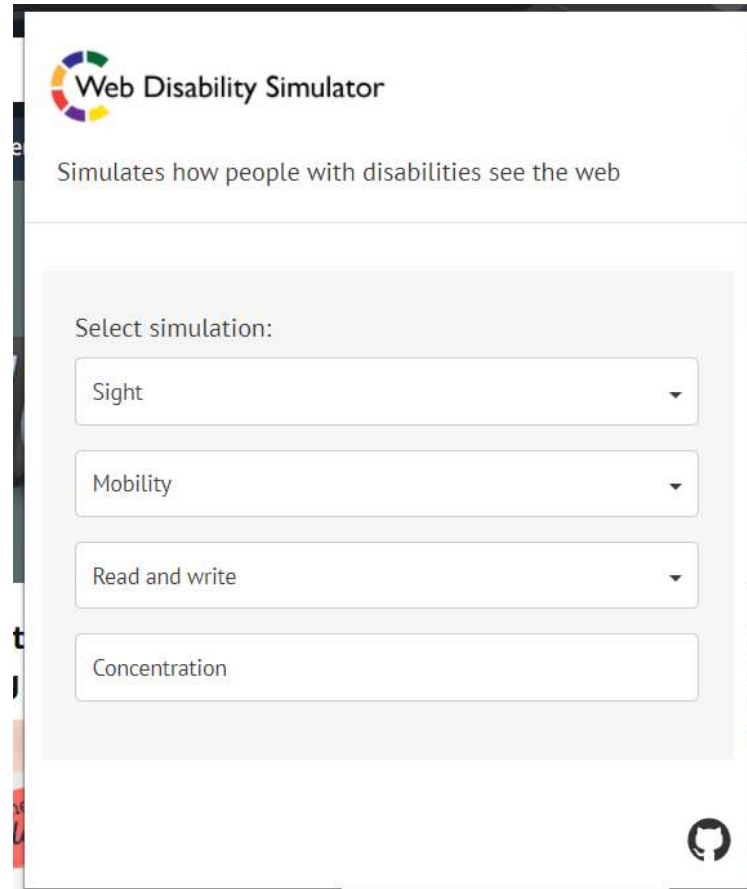 Web Disability Simulator
Simulates how people with disabilities see the web
Select simulation:
Sight
Mobility
Read and write
Concentration